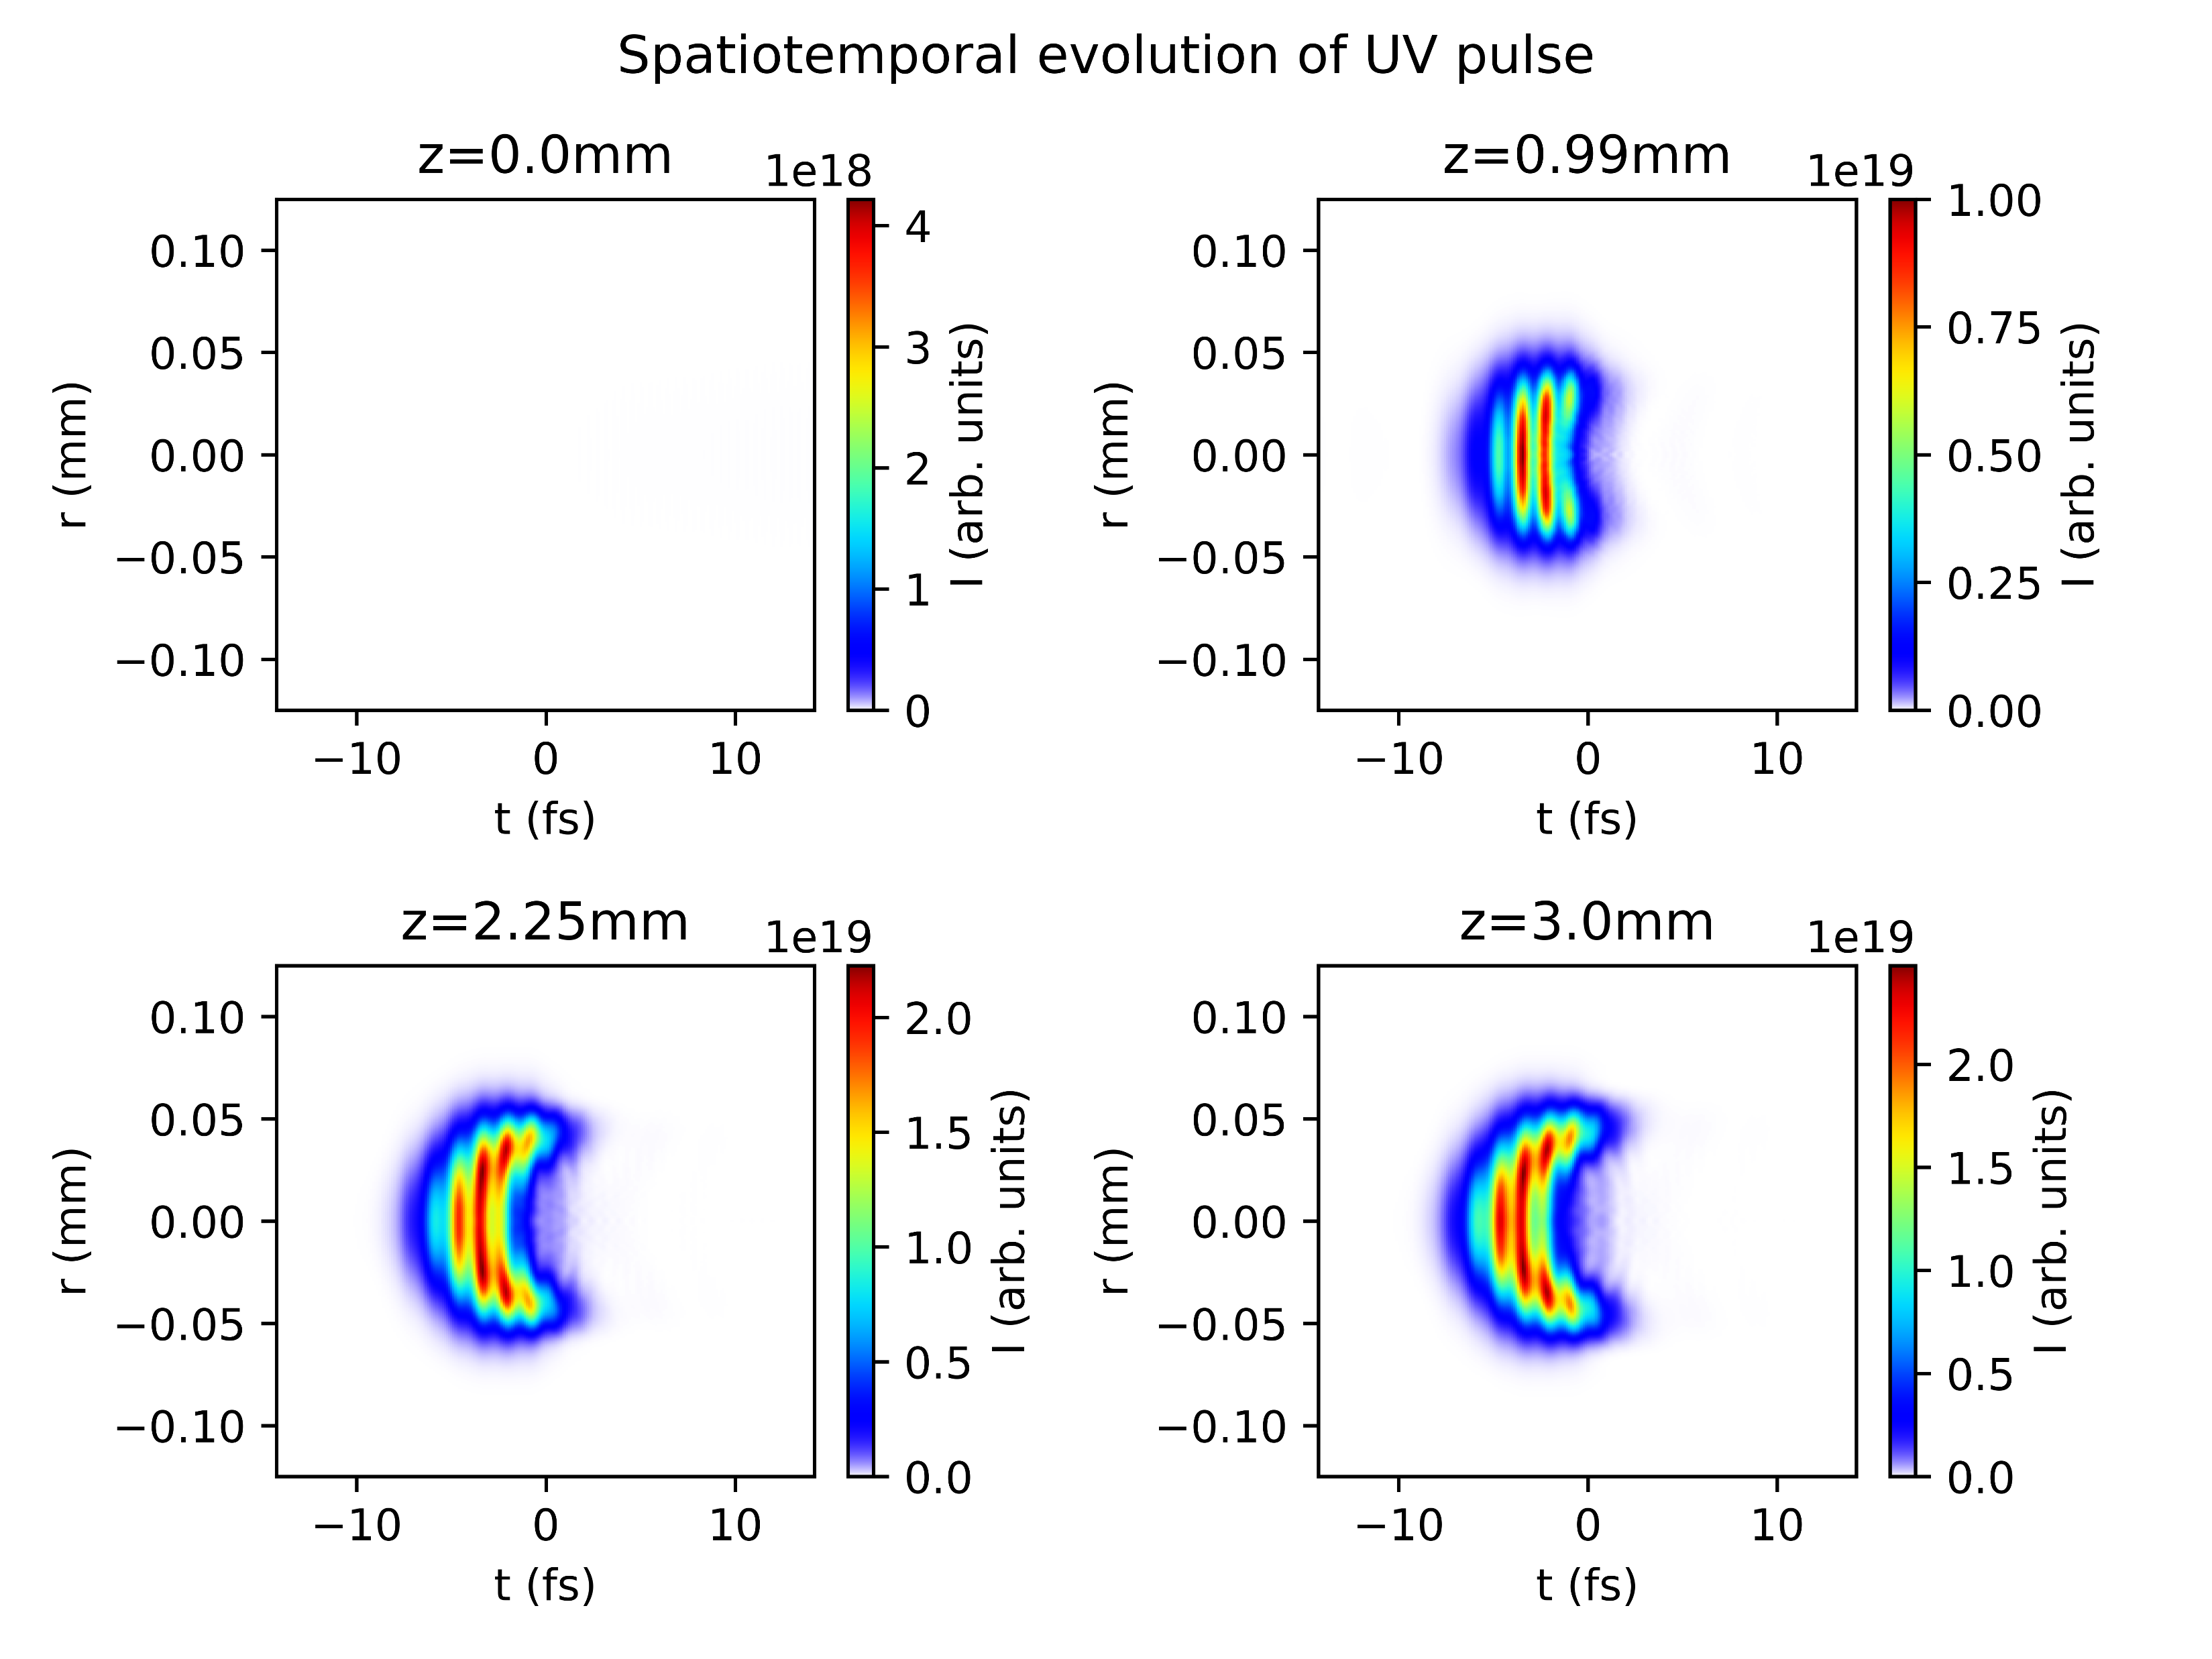 Spatiotemporal evolution of UV pulse
z=0.0mm
1e18
0.10
0.05
0.00
−0.05
−0.10
r (mm)
−10 0 10
t (fs)
4
3
2
1
0
I (arb. units)
z=0.99mm
1e19
0.10
0.05
0.00
−0.05
−0.10
r (mm)
−10 0 10
t (fs)
1.00
0.75
0.50
0.25
0.00
I (arb. units)
z=2.25mm
1e19
0.10
0.05
0.00
−0.05
−0.10
r (mm)
−10 0 10
t (fs)
2.0
1.5
1.0
0.5
0.0
I (arb. units)
z=3.0mm
1e19
0.10
0.05
0.00
−0.05
−0.10
r (mm)
−10 0 10
t (fs)
2.0
1.5
1.0
0.5
0.0
I (arb. units)